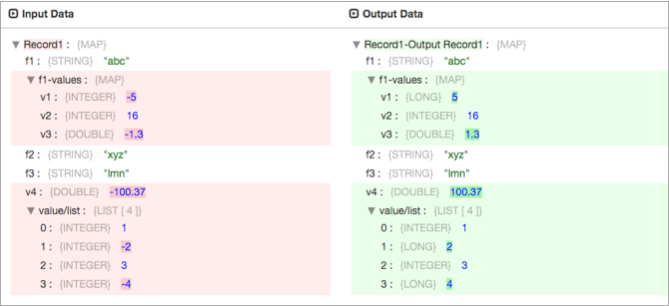 Input Data
Record1 : {MAP}
f1 : {STRING} "abc"
f1-values : {MAP}
v1 : {INTEGER} -5
v2 : {INTEGER} 16
v3 : {DOUBLE} -1.3
f2 : {STRING} "xyz"
f3 : {STRING} "lmn"
v4 : {DOUBLE} -100.37
value/list : {LIST [ 4 ]}
0 : {INTEGER} 1
1 : {INTEGER} -2
2 : {INTEGER} 3
3 : {INTEGER} -4
Output Data
Record1-Output Record1 : {MAP}
f1 : {STRING} "abc"
f1-values : {MAP}
v1 : {LONG} 5
v2 : {INTEGER} 16
v3 : {DOUBLE} 1.3
f2 : {STRING} "xyz"
f3 : {STRING} "lmn"
v4 : {DOUBLE} 100.37
value/list : {LIST [ 4 ]}
0 : {INTEGER} 1
1 : {LONG} 2
2 : {INTEGER} 3
3 : {LONG} 4